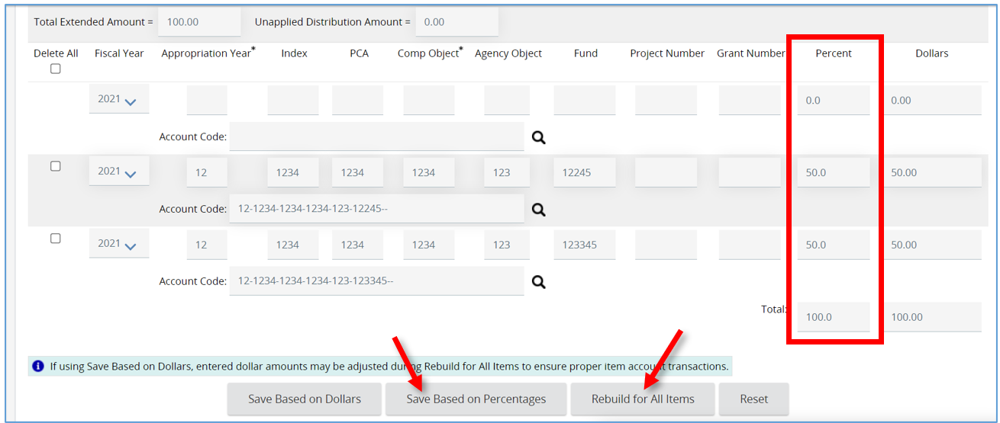 Total Extended Amount = 100.00 Unapplied Distribution Amount = 0.00
Delete All Fiscal Year Appropriation Year* Index PCA Comp Object* Agency Object Fund Project Number Grant Number Percent Dollars
2021 0.0 0.00
Account Code:
2021 12 1234 1234 1234 123 12245 50.0 50.00
Account Code: 12-1234-1234-1234-123-12245--
2021 12 1234 1234 1234 123 123345 50.0 50.00
Account Code: 12-1234-1234-1234-123-123345--
Total: 100.0 100.00
If using Save Based on Dollars, entered dollar amounts may be adjusted during Rebuild for All Items to ensure proper item account transactions.
Save Based on Dollars Save Based on Percentages Rebuild for All Items Reset